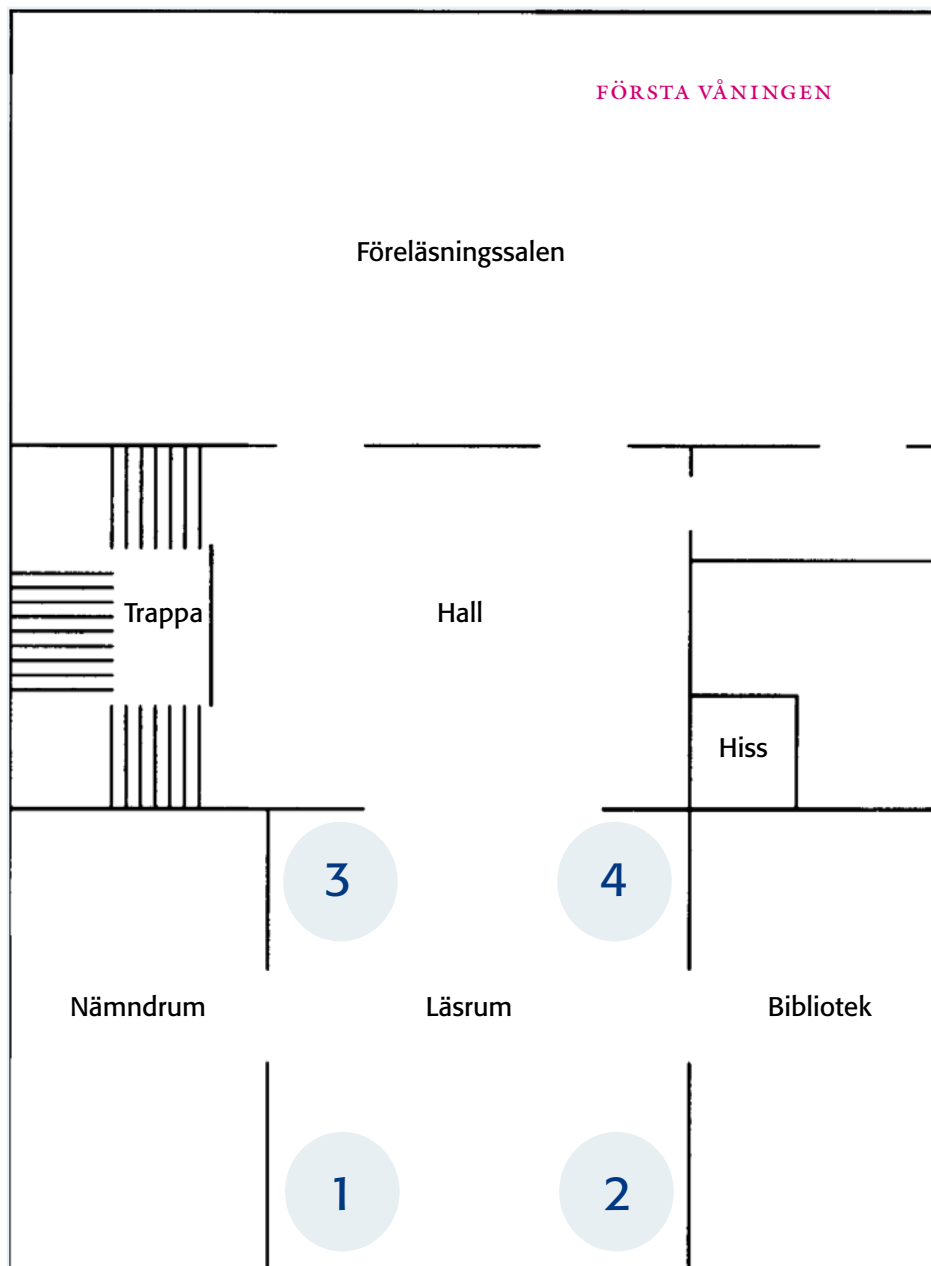 FÖRSTA VÅNINGEN
Föreläsningssalen
Trappa
Hall
Hiss
3
4
Nämndrum
Läsrum
Bibliotek
1
2